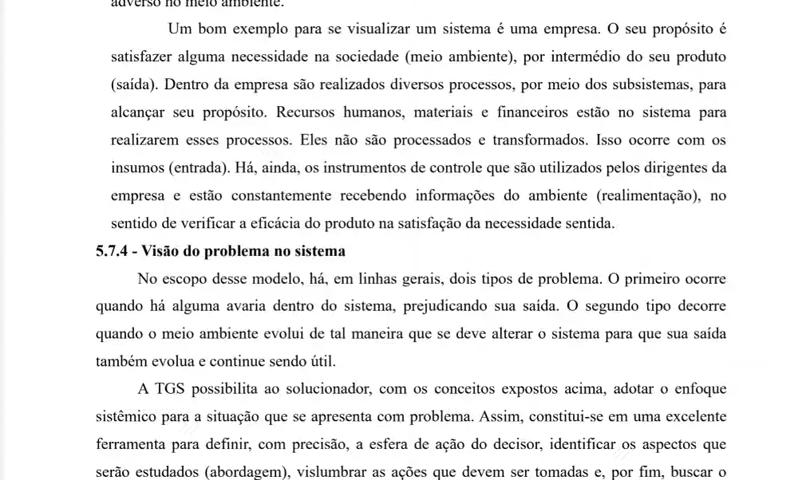 adverso no meio ambiente.
Um bom exemplo para se visualizar um sistema é uma empresa. O seu propósito é
satisfazer alguma necessidade na sociedade (meio ambiente), por intermédio do seu produto
(saída). Dentro da empresa são realizados diversos processos, por meio dos subsistemas, para
alcançar seu propósito. Recursos humanos, materiais e financeiros estão no sistema para
realizarem esses processos. Eles não são processados e transformados. Isso ocorre com os
insumos (entrada). Há, ainda, os instrumentos de controle que são utilizados pelos dirigentes da
empresa e estão constantemente recebendo informações do ambiente (realimentação), no
sentido de verificar a eficácia do produto na satisfação da necessidade sentida.
5.7.4 - Visão do problema no sistema
No escopo desse modelo, há, em linhas gerais, dois tipos de problema. O primeiro ocorre
quando há alguma avaria dentro do sistema, prejudicando sua saída. O segundo tipo decorre
quando o meio ambiente evolui de tal maneira que se deve alterar o sistema para que sua saída
também evolua e continue sendo útil.
A TGS possibilita ao solucionador, com os conceitos expostos acima, adotar o enfoque
sistêmico para a situação que se apresenta com problema. Assim, constitui-se em uma excelente
ferramenta para definir, com precisão, a esfera de ação do decisor, identificar os aspectos que
serão estudados (abordagem), vislumbrar as ações que devem ser tomadas e, por fim, buscar o